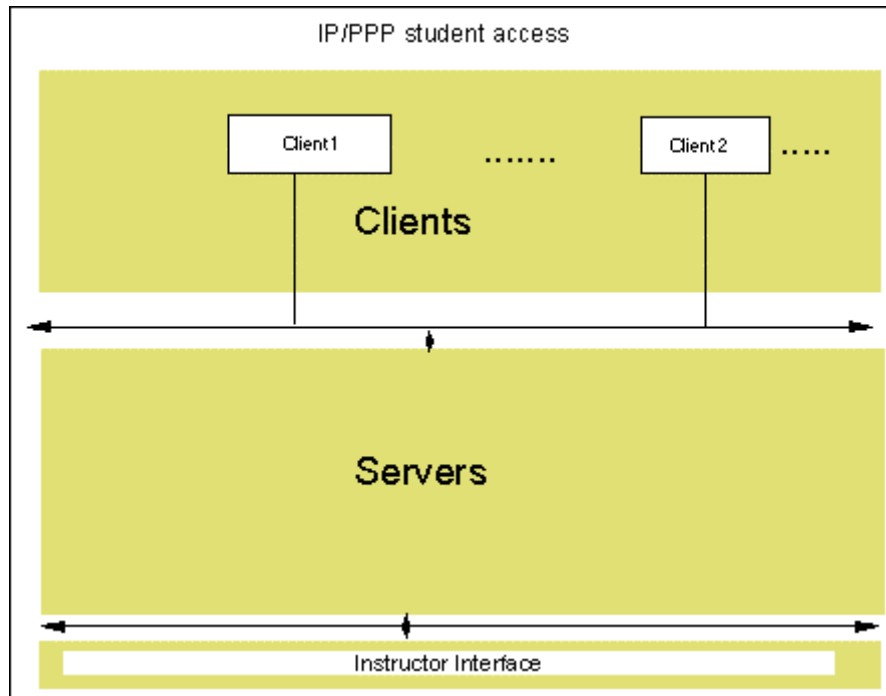 IP/PPP student access
Client1
.......
Client2
.....
Clients
Servers
Instructor Interface